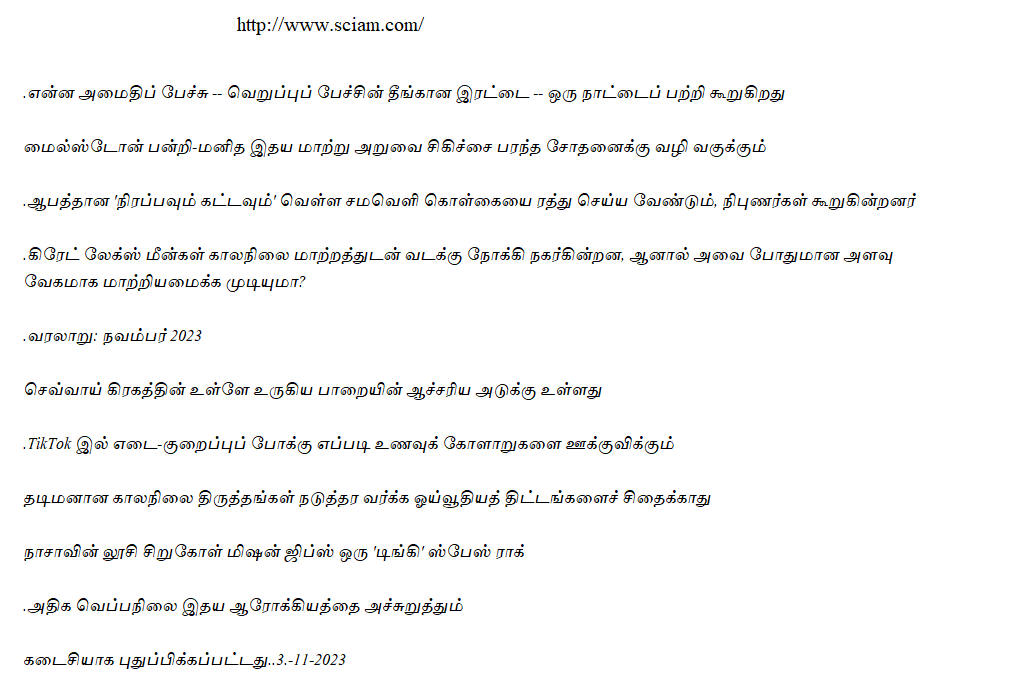 http://www.sciam.com/
.என்ன அமைதிப் பேச்சு -- வெறுப்புப் பேச்சின் தீங்கான இரட்டை -- ஒரு நாட்டைப் பற்றி கூறுகிறது
மைல்ஸ்டோன் பன்றி-மனித இதய மாற்று அறுவை சிகிச்சை பரந்த சோதனைக்கு வழி வகுக்கும்
.ஆபத்தான 'நிரப்பவும் கட்டவும்' வெள்ள சமவெளி கொள்கையை ரத்து செய்ய வேண்டும், நிபுணர்கள் கூறுகின்றனர்
.கிரேட் லேக்ஸ் மீன்கள் காலநிலை மாற்றத்துடன் வடக்கு நோக்கி நகர்கின்றன, ஆனால் அவை போதுமான அளவு
வேகமாக மாற்றியமைக்க முடியுமா?
.வரலாறு: நவம்பர் 2023
செவ்வாய் கிரகத்தின் உள்ளே உருகிய பாறையின் ஆச்சரிய அடுக்கு உள்ளது
.TikTok இல் எடை-குறைப்புப் போக்கு எப்படி உணவுக் கோளாறுகளை ஊக்குவிக்கும்
தடிமனான காலநிலை திருத்தங்கள் நடுத்தர வர்க்க ஓய்வூதியத் திட்டங்களைச் சிதைக்காது
நாசாவின் லூசி சிறுகோள் மிஷன் ஜிப்ஸ் ஒரு 'டிங்கி' ஸ்பேஸ் ராக்
.அதிக வெப்பநிலை இதய ஆரோக்கியத்தை அச்சுறுத்தும்
கடைசியாக புதுப்பிக்கப்பட்டது..3.-11-2023